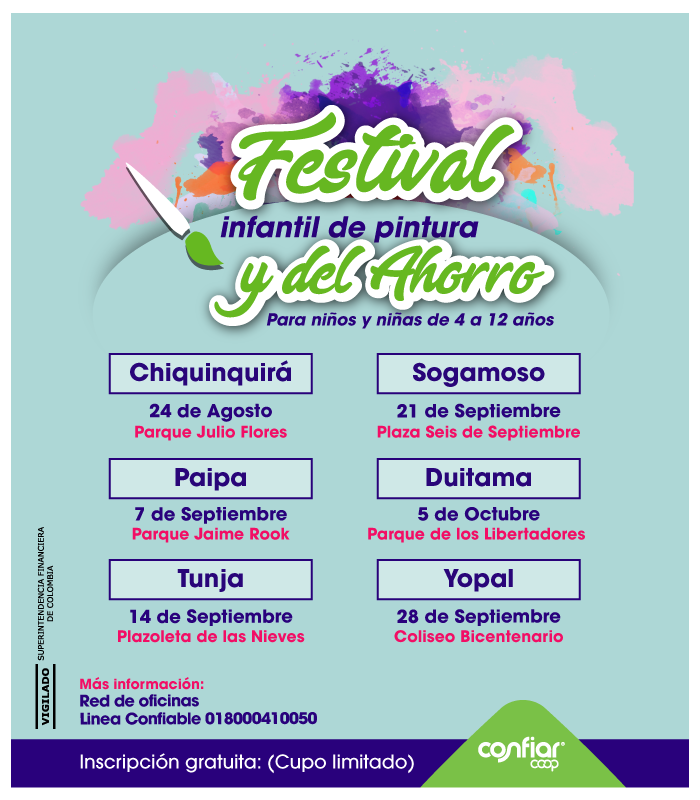 Festival
infantil de pintura
y del Ahorro
Para niños y niñas de 4 a 12 años
Chiquinquirá
24 de Agosto
Parque Julio Flores
Sogamoso
21 de Septiembre
Plaza Seis de Septiembre
Paipa
7 de Septiembre
Parque Jaime Rook
Duitama
5 de Octubre
Parque de los Libertadores
Tunja
14 de Septiembre
Plazoleta de las Nieves
Yopal
28 de Septiembre
Coliseo Bicentenario
VIGILADO
SUPERINTENDENCIA FINANCIERA
DE COLOMBIA
Más información:
Red de oficinas
Linea Confiable 018000410050
Inscripción gratuita: (Cupo limitado)
confiar®
coop